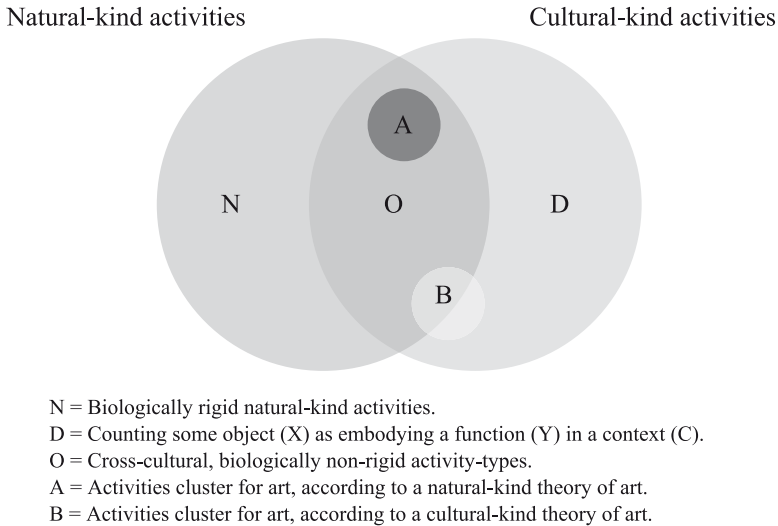 Natural-kind activities
Cultural-kind activities
A
N
O
D
B
N = Biologically rigid natural-kind activities.
D = Counting some object (X) as embodying a function (Y) in a context (C).
O = Cross-cultural, biologically non-rigid activity-types.
A = Activities cluster for art, according to a natural-kind theory of art.
B = Activities cluster for art, according to a cultural-kind theory of art.